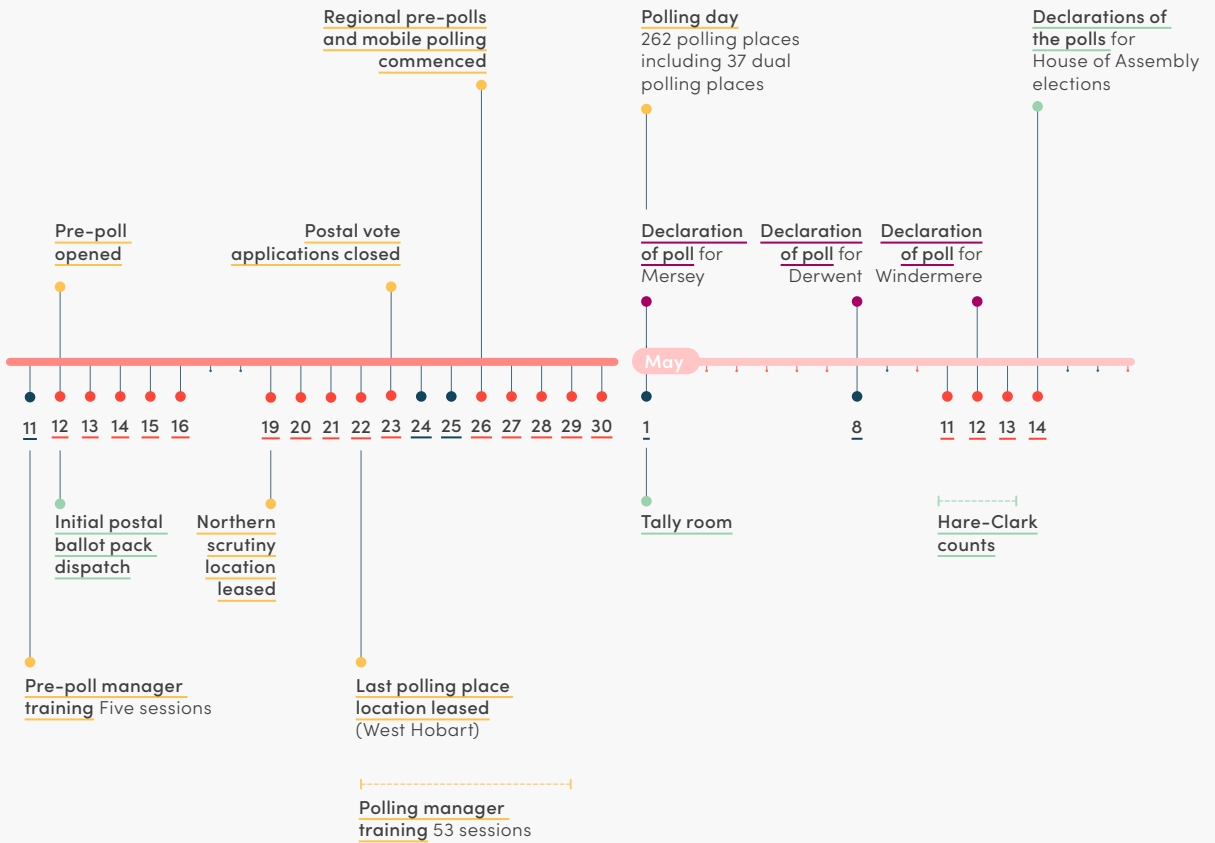 Regional pre-polls
and mobile polling
commenced
Polling day
262 polling places
including 37 dual
polling places
Declarations of
the polls for
House of Assembly
elections
Pre-poll
opened
Postal vote
applications closed
Declaration
of poll for
Mersey
Declaration
of poll for
Derwent
Declaration
of poll for
Windermere
May
11 12 13 14 15 16 19 20 21 22 23 24 25 26 27 28 29 30 1 8 11 12 13 14
Initial postal
ballot pack
dispatch
Northern
scrutiny
location
leased
Tally room
Hare-Clark
counts
Pre-poll manager
training Five sessions
Last polling place
location leased
(West Hobart)
Polling manager
training 53 sessions